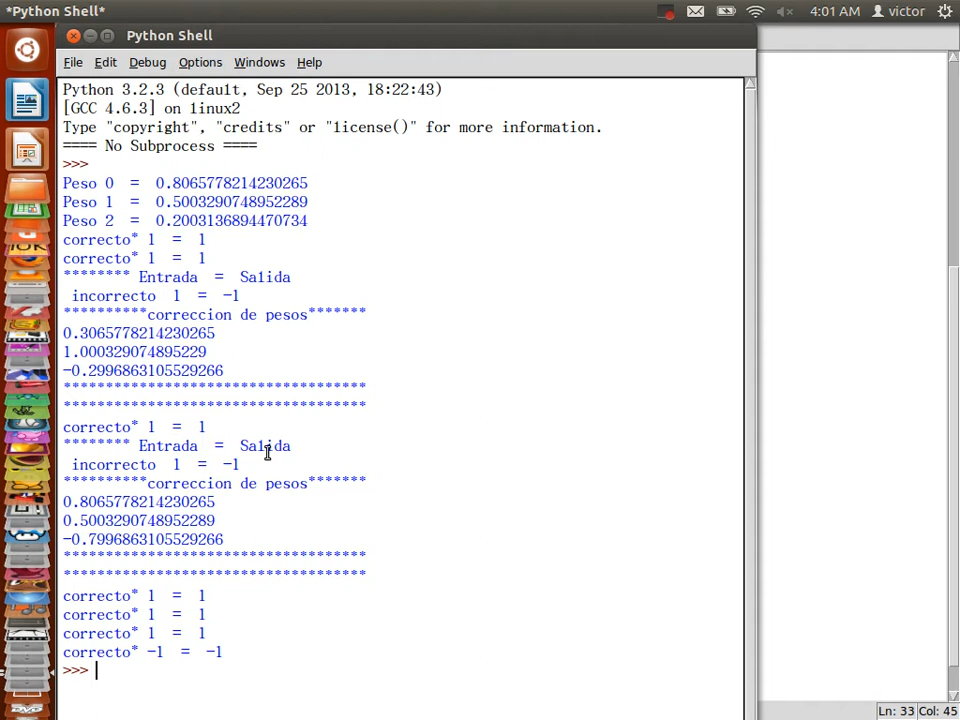 *Python Shell*
4:01 AM victor
Python Shell
File Edit Debug Options Windows Help
Python 3.2.3 (default, Sep 25 2013, 18:22:43)
[GCC 4.6.3] on linux2
Type "copyright", "credits" or "license()" for more information.
==== No Subprocess ====
>>>
Peso 0 = 0.8065778214230265
Peso 1 = 0.5003290748952289
Peso 2 = 0.2003136894470734
correcto* 1 = 1
correcto* 1 = 1
******** Entrada = Salida
incorrecto 1 = -1
**********correccion de pesos*******
0.3065778214230265
1.000329074895229
-0.2996863105529266
************************************
************************************
correcto* 1 = 1
******** Entrada = Salida
incorrecto 1 = -1
**********correccion de pesos*******
0.8065778214230265
0.5003290748952289
-0.7996863105529266
************************************
************************************
correcto* 1 = 1
correcto* 1 = 1
correcto* 1 = 1
correcto* -1 = -1
>>>
Ln: 33 Col: 45